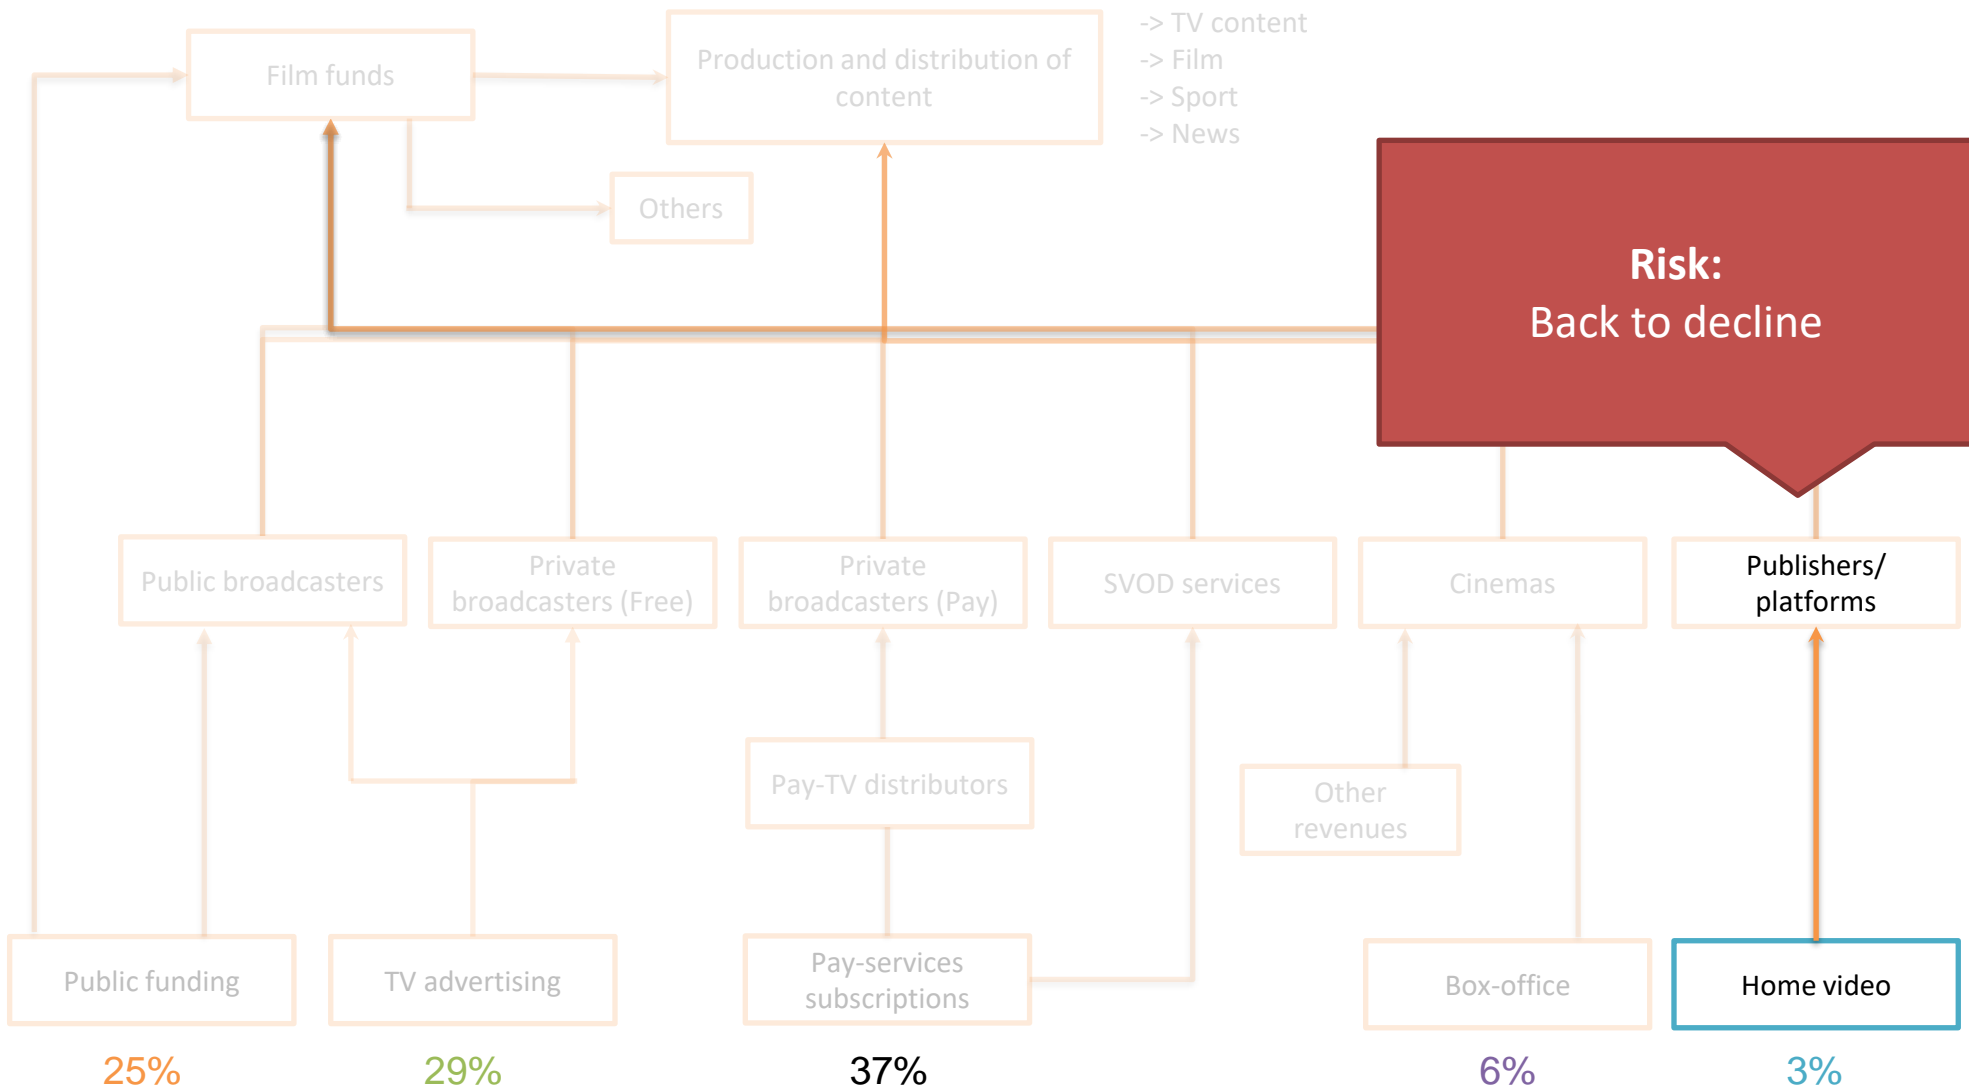 Film funds
Production and distribution of
content
-> TV content
-> Film
-> Sport
-> News
Others
Risk:
Back to decline
Public broadcasters
Private
broadcasters (Free)
Private
broadcasters (Pay)
SVOD services
Cinemas
Publishers/
platforms
Pay-TV distributors
Other
revenues
Public funding
TV advertising
Pay-services
subscriptions
Box-office
Home video
25%
29%
37%
6%
3%